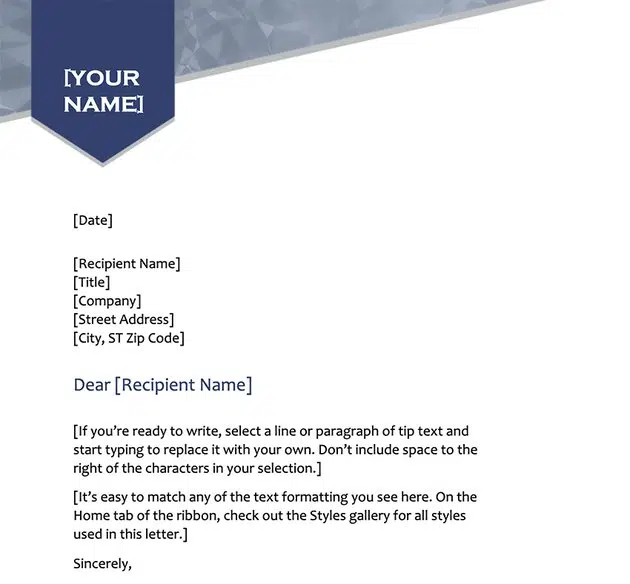 [YOUR
NAME]
[Date]
[Recipient Name]
[Title]
[Company]
[Street Address]
[City, ST Zip Code]
Dear [Recipient Name]
[If you’re ready to write, select a line or paragraph of tip text and
start typing to replace it with your own. Don’t include space to the
right of the characters in your selection.]
[It’s easy to match any of the text formatting you see here. On the
Home tab of the ribbon, check out the Styles gallery for all styles
used in this letter.]
Sincerely,